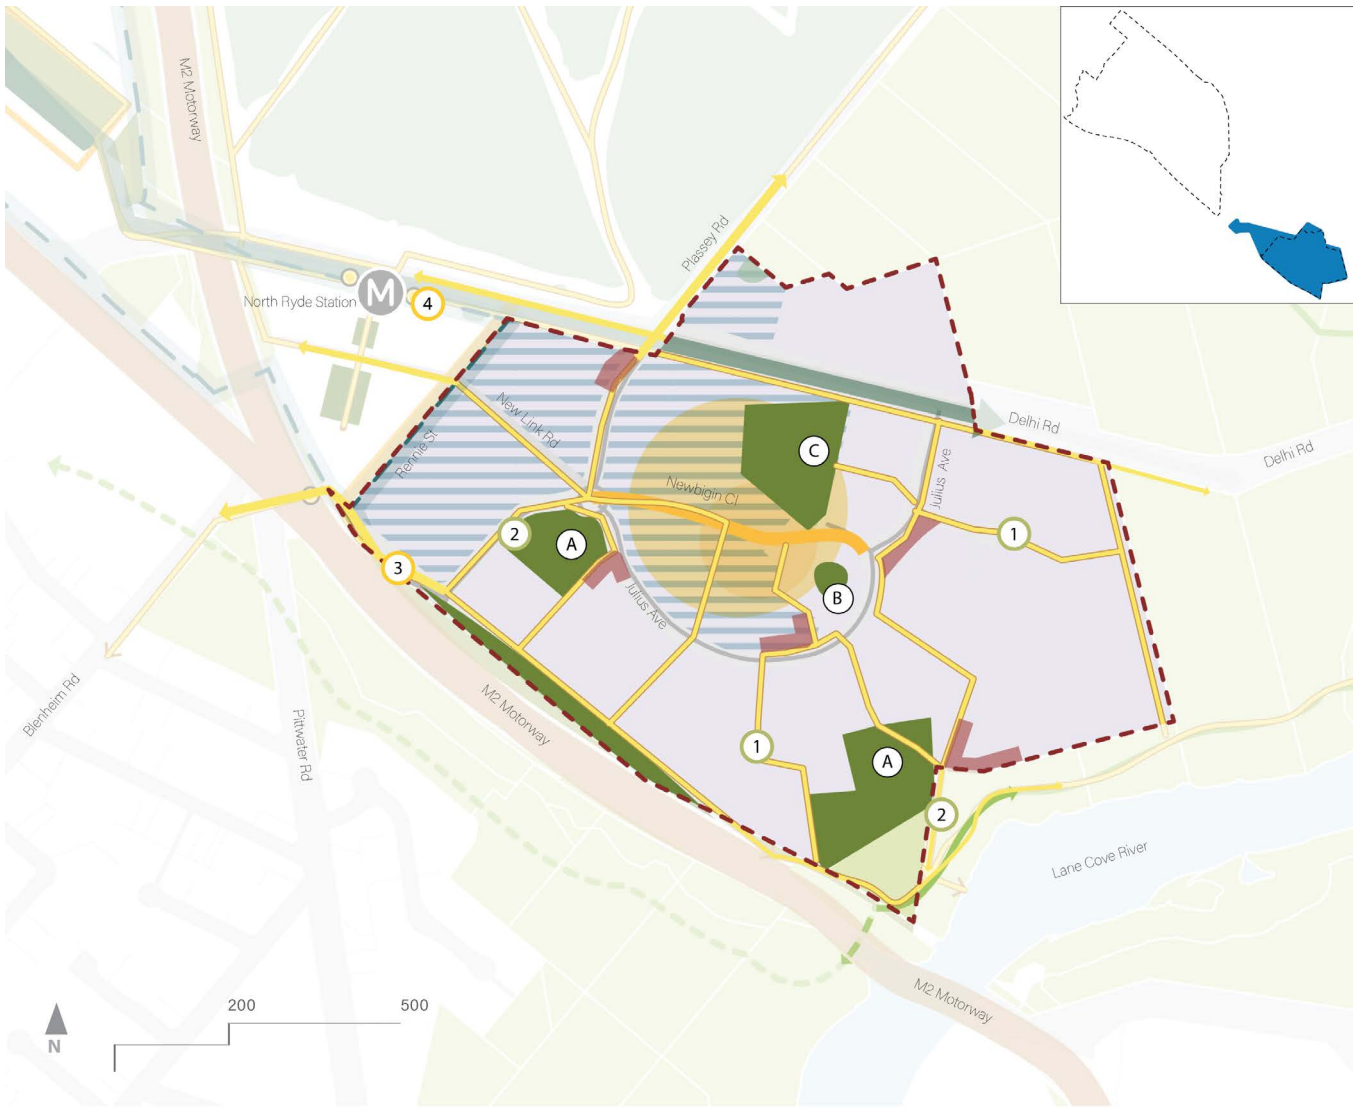 M2 Motorway
Plassey Rd
North Ryde Station
M
4
New Link Rd
Rennie St
Delhi Rd
Delhi Rd
C
Julius Ave
Newbigin Cl
2
A
1
3
B
Julius Ave
Blenheim Rd
Pittwater Rd
M2 Motorway
1
A
2
Lane Cove River
M2 Motorway
200
500
N